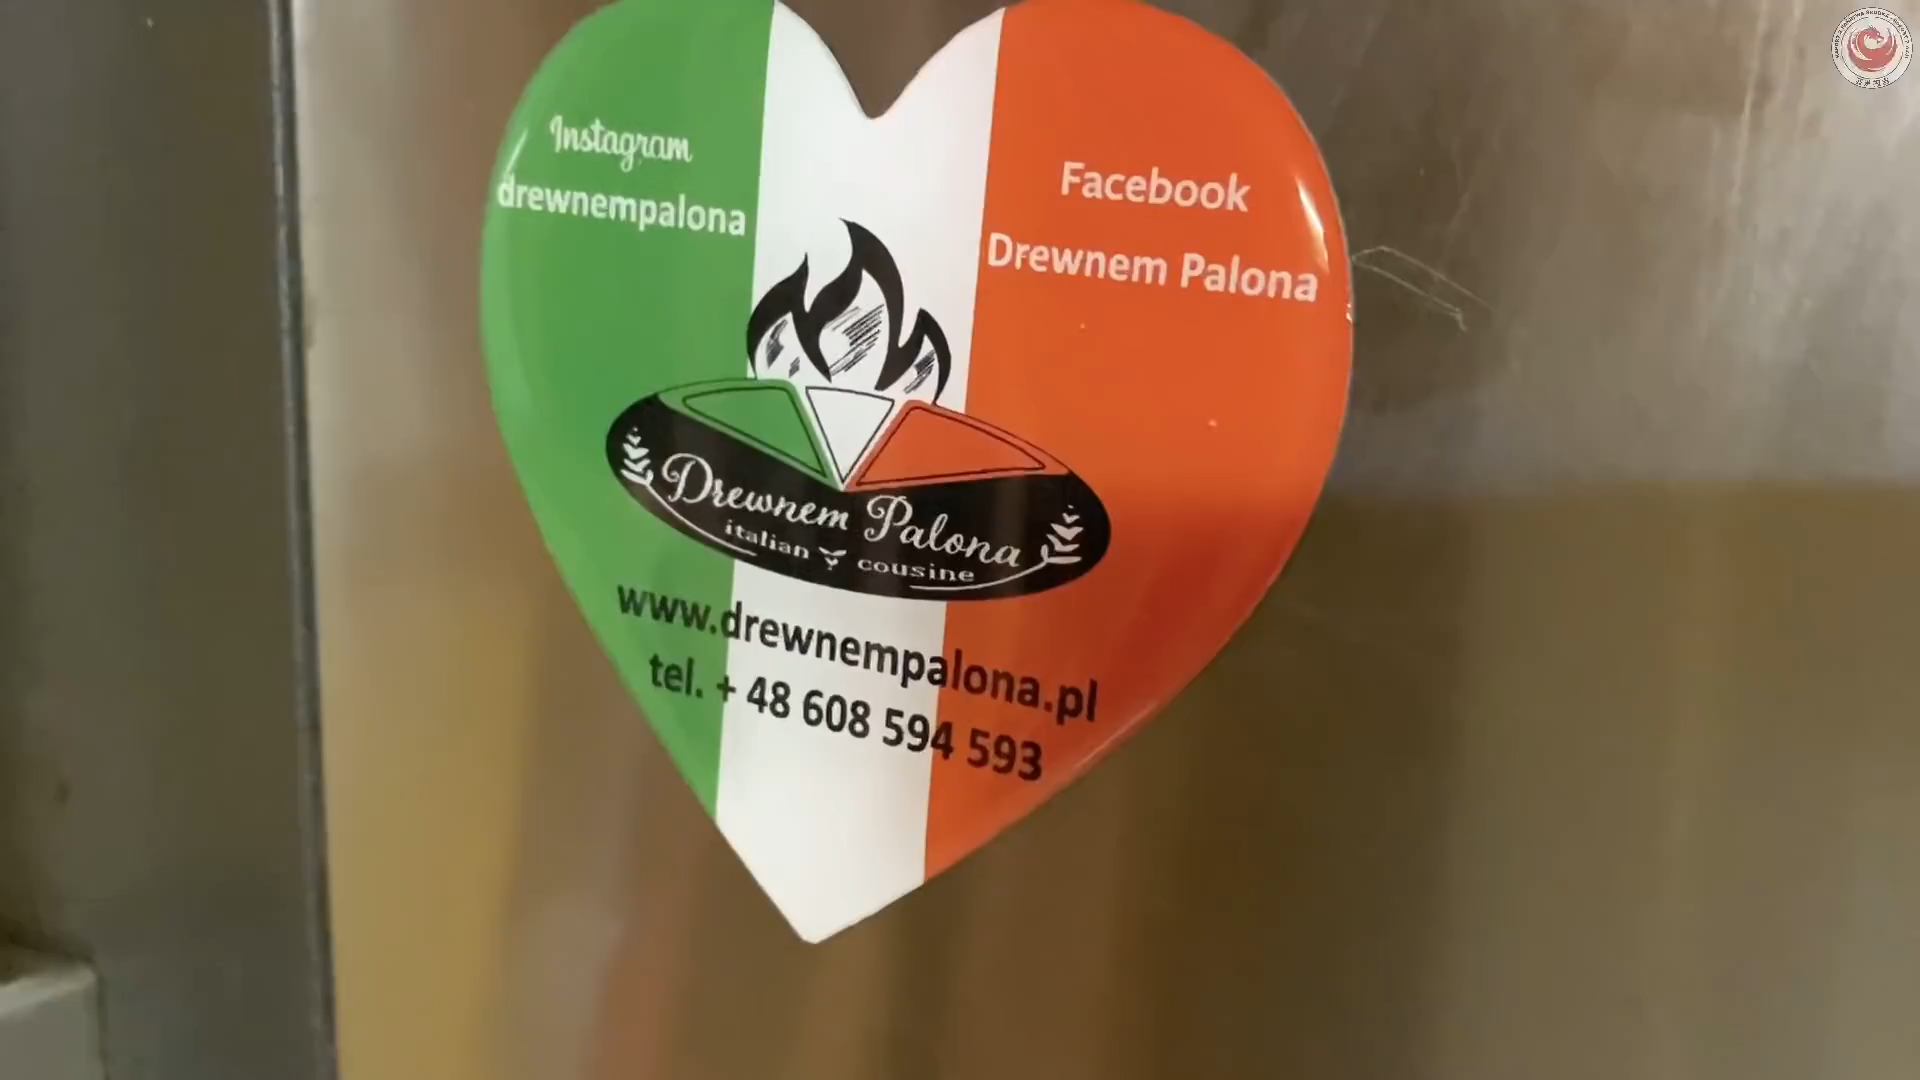 Instagram
drewnempalona
Facebook
Drewnem Palona
Drewnem Palona
italian cousine
www.drewnempalona.pl
tel. + 48 608 594 593